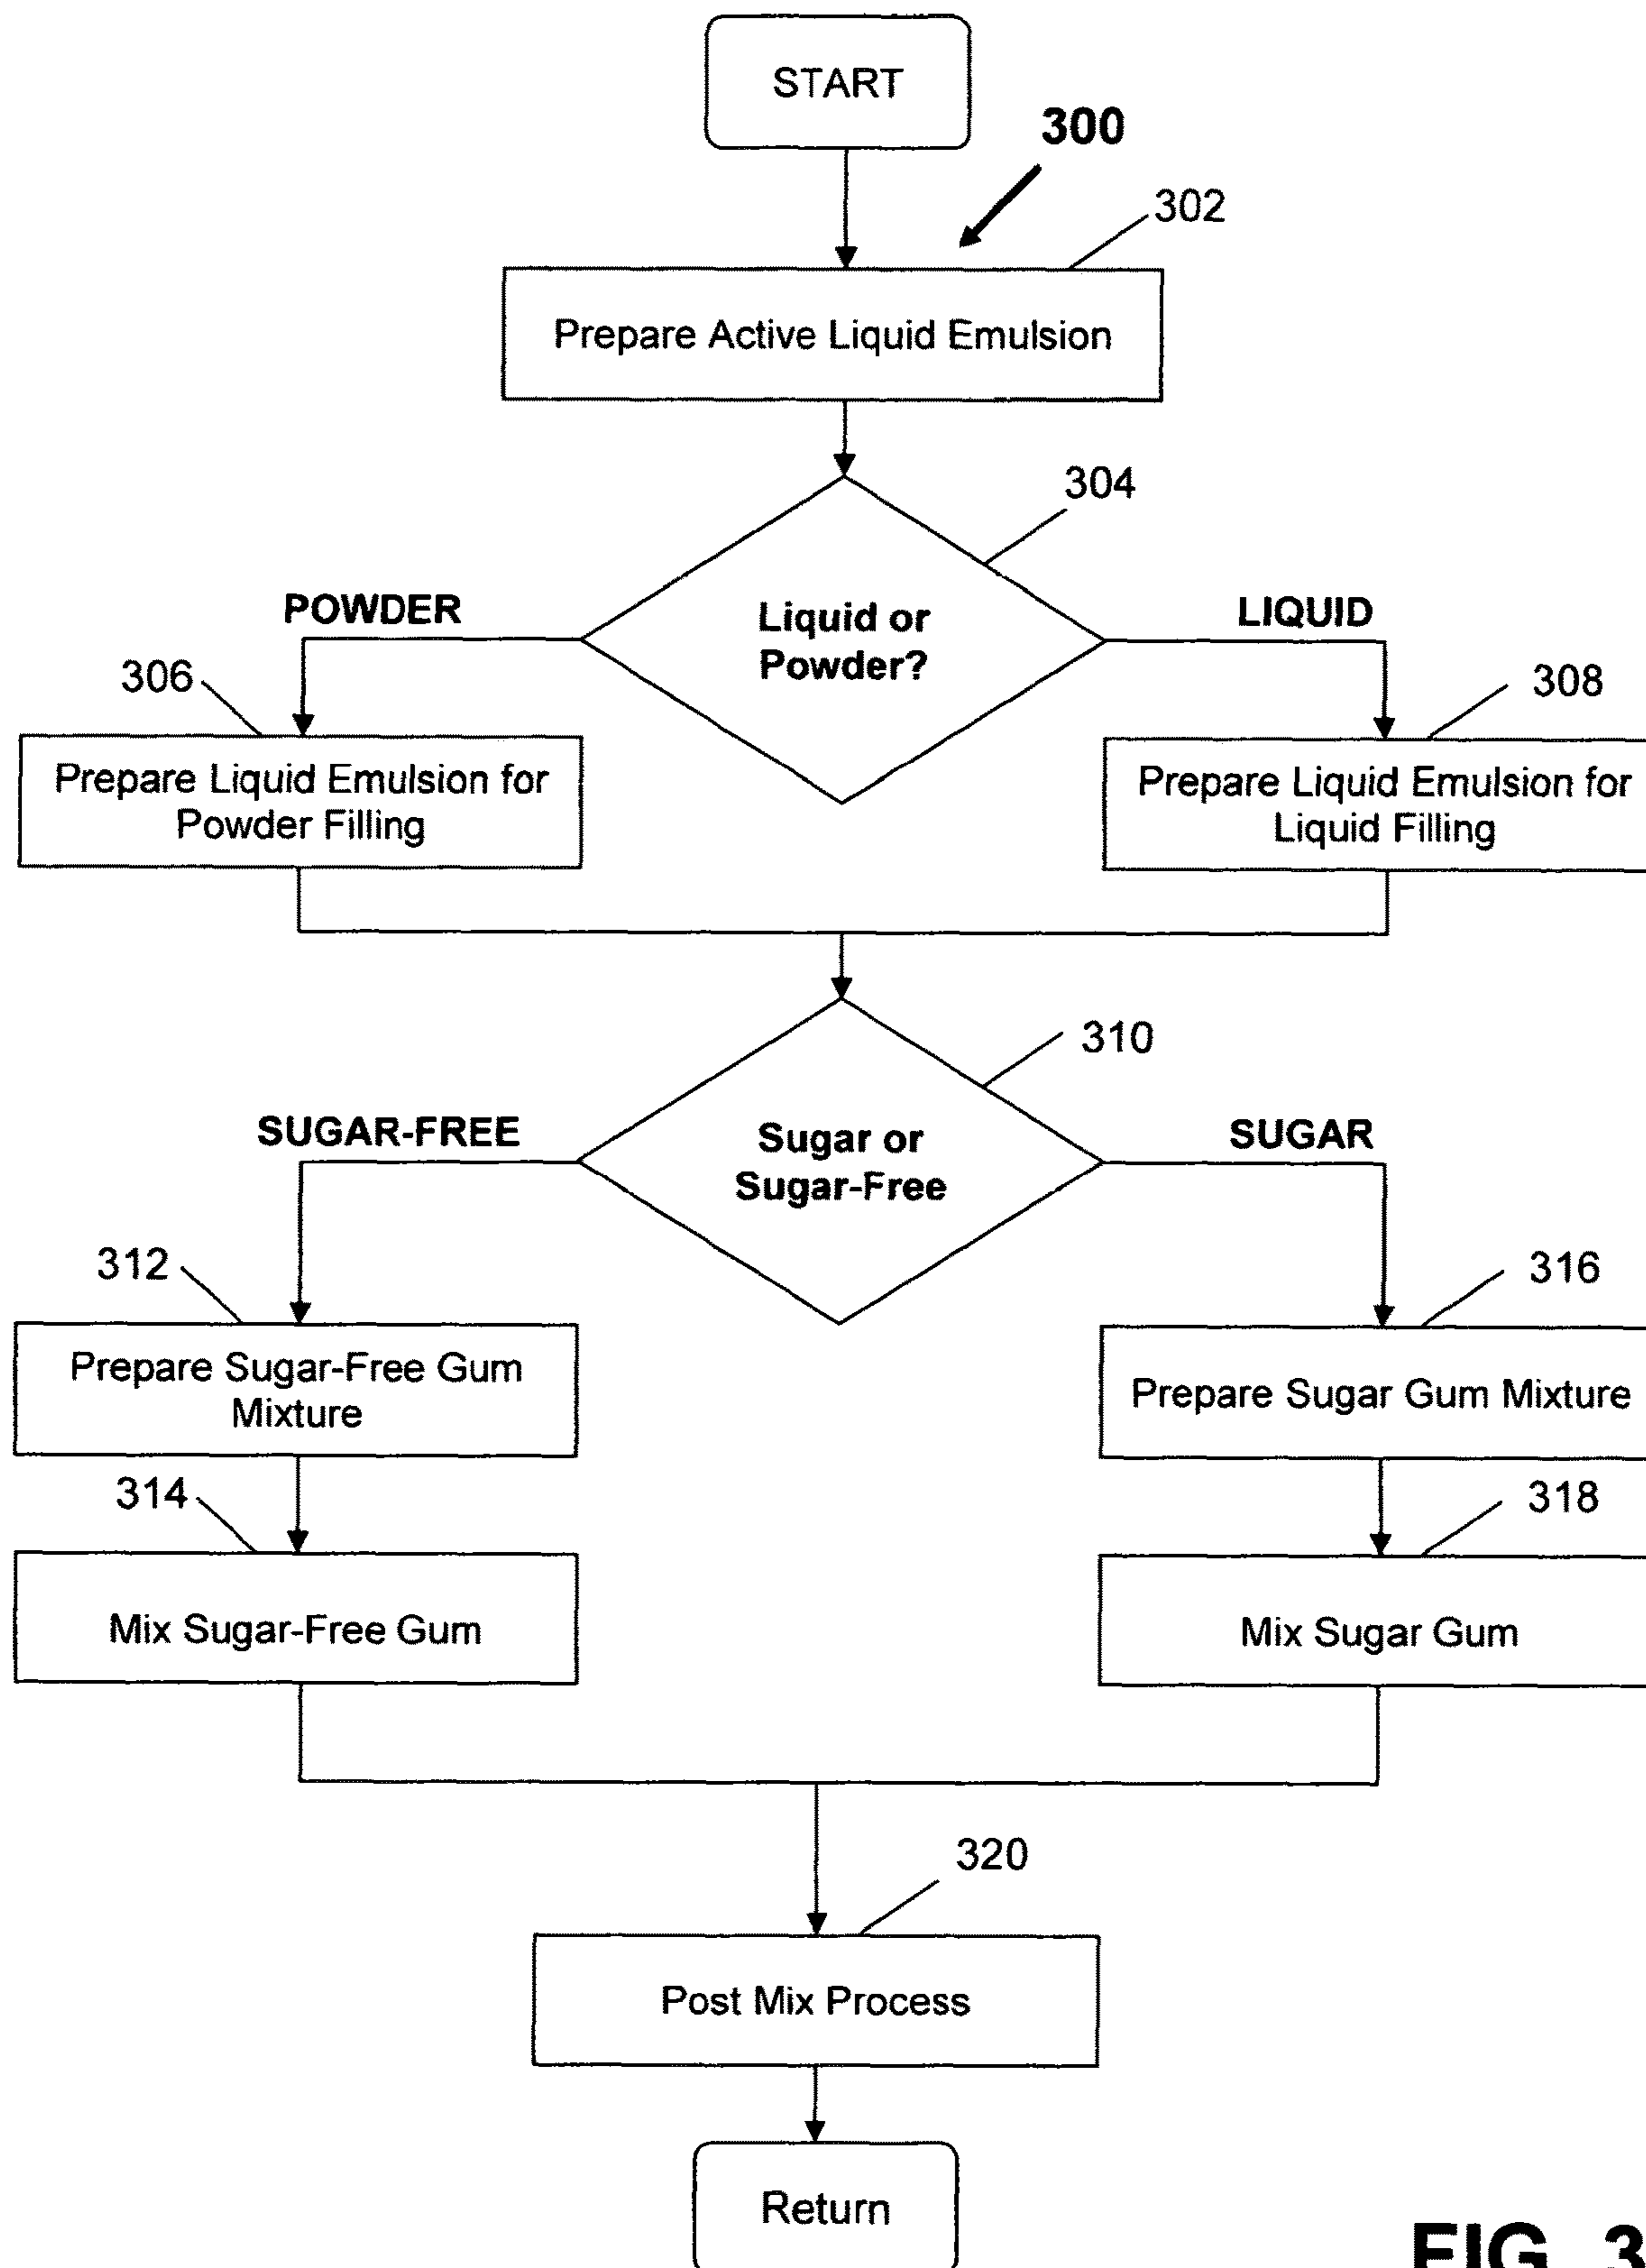 START
300
302
Prepare Active Liquid Emulsion
304
Liquid or
Powder?
POWDER
LIQUID
306
308
Prepare Liquid Emulsion for
Powder Filling
Prepare Liquid Emulsion for
Liquid Filling
310
Sugar or
Sugar-Free
SUGAR-FREE
SUGAR
312
316
Prepare Sugar-Free Gum
Mixture
Prepare Sugar Gum Mixture
314
318
Mix Sugar-Free Gum
Mix Sugar Gum
320
Post Mix Process
Return
FIG. 3